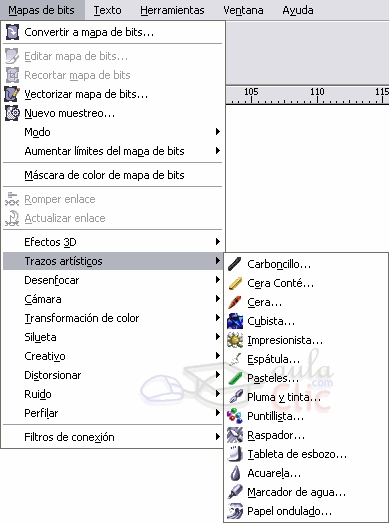 Mapas de bits Texto Herramientas Ventana Ayuda
Convertir a mapa de bits...
Editar mapa de bits...
Recortar mapa de bits
Vectorizar mapa de bits...
Nuevo muestreo...
Modo
Aumentar límites del mapa de bits
Máscara de color de mapa de bits
Romper enlace
Actualizar enlace
Efectos 3D
Trazos artísticos
Desenfocar
Cámara
Transformación de color
Silueta
Creativo
Distorsionar
Ruido
Perfilar
Filtros de conexión
105 110 115
Carboncillo...
Cera Conté...
Cera...
Cubista...
Impresionista...
Espátula...
Pasteles...
Pluma y tinta...
Puntillista...
Raspador...
Tableta de esbozo...
Acuarela...
Marcador de agua...
Papel ondulado...
aula
Clic
.com